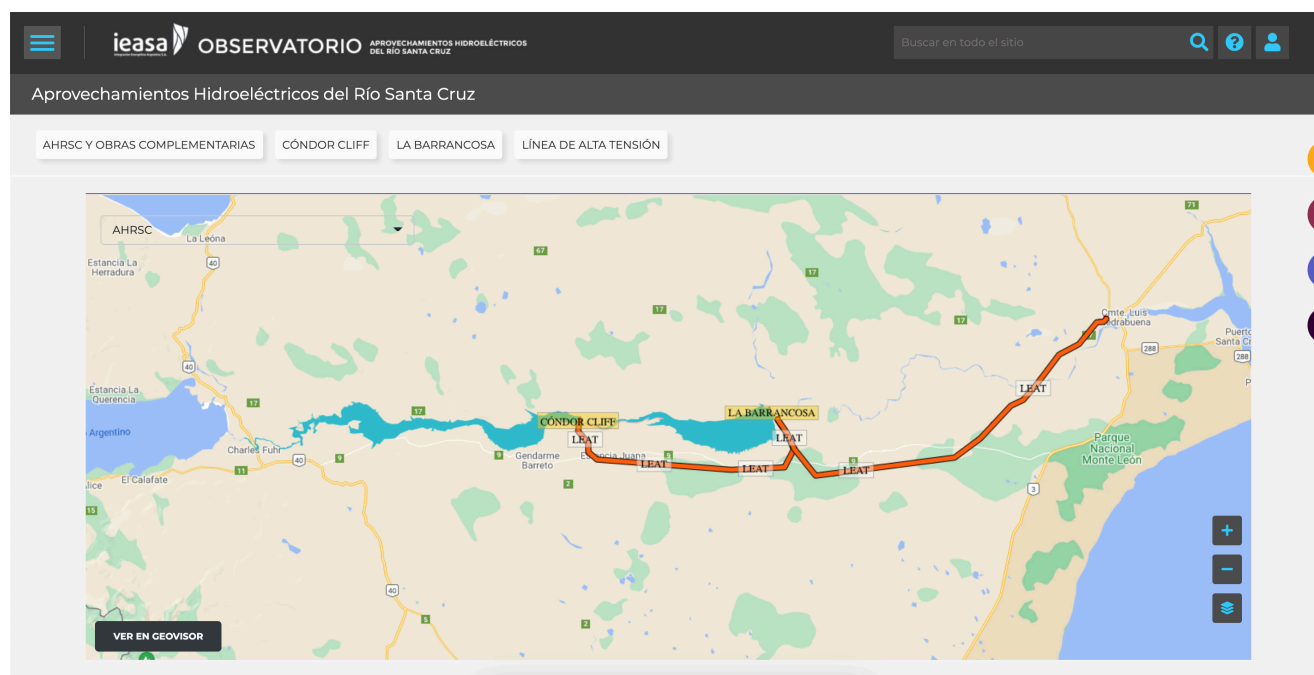 ieasa
OBSERVATORIO
APROVECHAMIENTOS HIDROELÉCTRICOS
DEL RÍO SANTA CRUZ
Buscar en todo el sitio
Aprovechamientos Hidroeléctricos del Río Santa Cruz
AHRSC Y OBRAS COMPLEMENTARIAS
CÓNDOR CLIFF
LA BARRANCOSA
LÍNEA DE ALTA TENSIÓN
AHRSC
71
La Leona
67
Estancia La
Herradura
40
17
17
17
Cmte. Luis
17
288
Puerto
Santa Cr
288
40
Estancia La
Querencia
LEAT
P
17
17
CÓNDOR CLIFF
LA BARRANCOSA
Argentino
LEAT
LEAT
Parque
Nacional
Monte León
Charles Fuhr
40
9
9
Gendarme
Barreto
9
LEAT
LEAT
9
LEAT
11
El Calafate
2
3
15
40
5
2
VER EN GEOVISOR